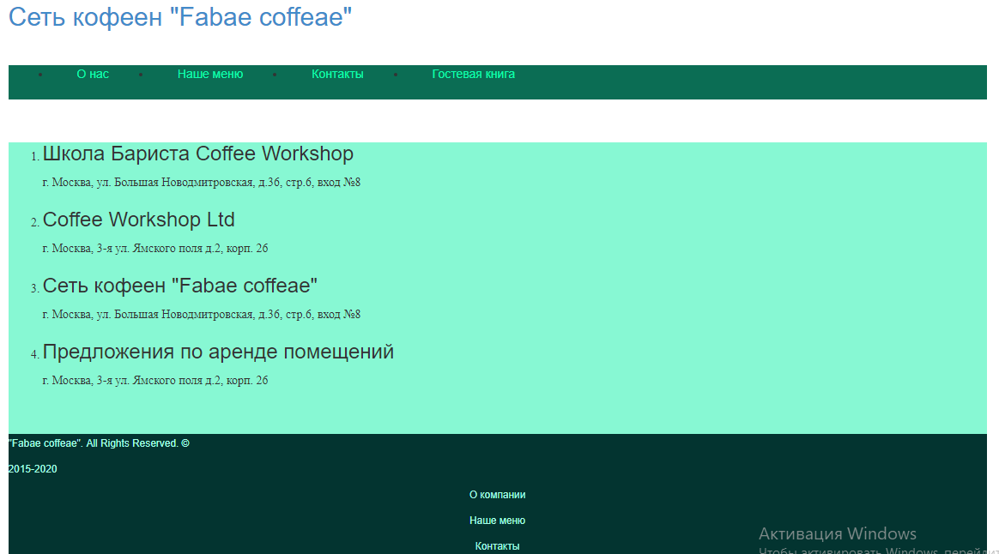 Сеть кофеен "Fabae coffeae"
О нас Наше меню Контакты Гостевая книга
1. Школа Бариста Coffee Workshop
г. Москва, ул. Большая Новодмитровская, д.36, стр.6, вход №8
2. Coffee Workshop Ltd
г. Москва, 3-я ул. Ямского поля д.2, корп. 26
3. Сеть кофеен "Fabae coffeae"
г. Москва, ул. Большая Новодмитровская, д.36, стр.6, вход №8
4. Предложения по аренде помещений
г. Москва, 3-я ул. Ямского поля д.2, корп. 26
"Fabae coffeae". All Rights Reserved. ©
2015-2020
О компании
Наше меню
Контакты
Активация Windows
Чтобы активировать Windows, перейдит